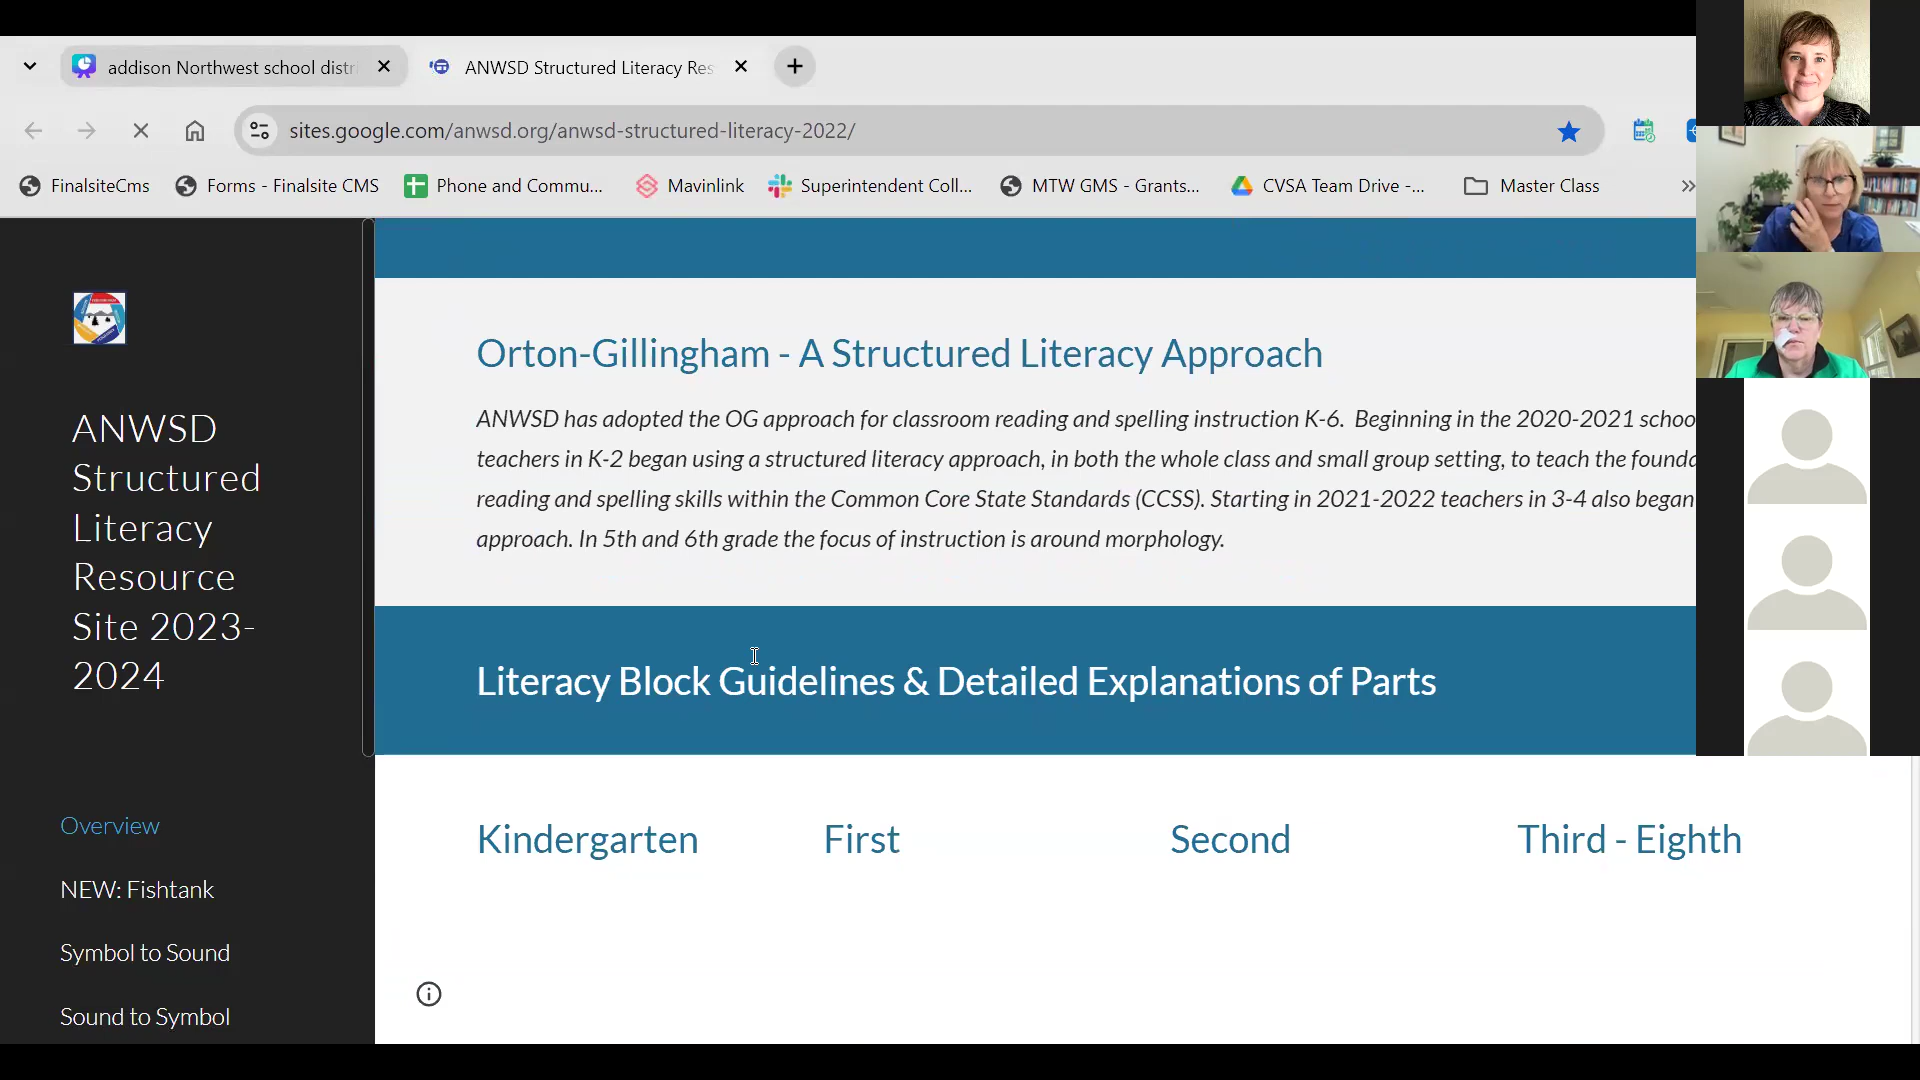 addison Northwest school distri
ANWSD Structured Literacy Res
sites.google.com/anwsd.org/anwsd-structured-literacy-2022/
FinalsiteCms
Forms - Finalsite CMS
Phone and Commu...
Mavinlink
Superintendent Coll...
MTW GMS - Grants...
CVSA Team Drive -...
Master Class
ANWSD
Structured
Literacy
Resource
Site 2023-
2024
Overview
NEW: Fishtank
Symbol to Sound
Sound to Symbol
Orton-Gillingham - A Structured Literacy Approach
ANWSD has adopted the OG approach for classroom reading and spelling instruction K-6. Beginning in the 2020-2021 schoo
teachers in K-2 began using a structured literacy approach, in both the whole class and small group setting, to teach the founda
reading and spelling skills within the Common Core State Standards (CCSS). Starting in 2021-2022 teachers in 3-4 also began
approach. In 5th and 6th grade the focus of instruction is around morphology.
Literacy Block Guidelines & Detailed Explanations of Parts
Kindergarten
First
Second
Third - Eighth